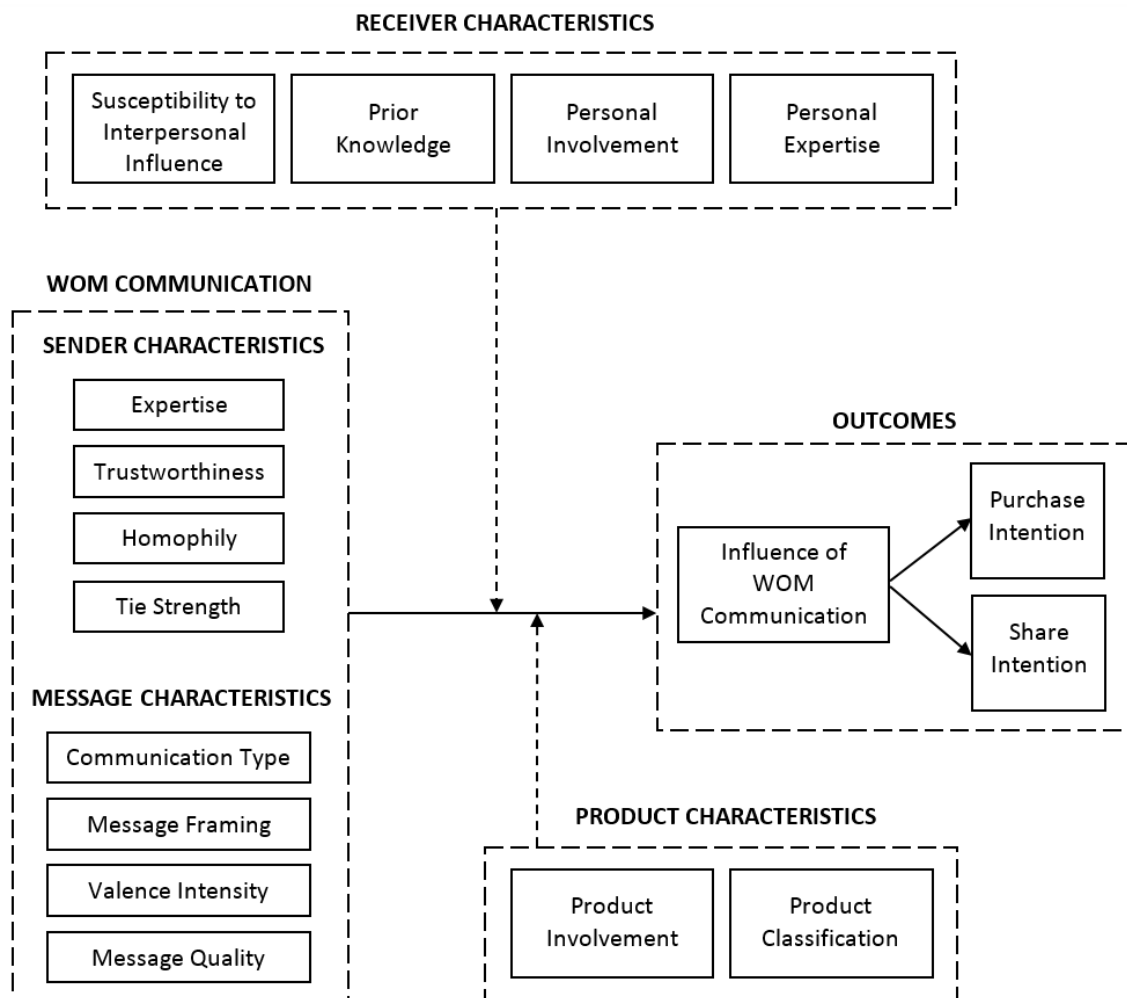 RECEIVER CHARACTERISTICS
Susceptibility to
Interpersonal
Influence
Prior
Knowledge
Personal
Involvement
Personal
Expertise
WOM COMMUNICATION
SENDER CHARACTERISTICS
Expertise
Trustworthiness
Homophily
Tie Strength
MESSAGE CHARACTERISTICS
Communication Type
Message Framing
Valence Intensity
Message Quality
OUTCOMES
Influence of
WOM
Communication
Purchase
Intention
Share
Intention
PRODUCT CHARACTERISTICS
Product
Involvement
Product
Classification